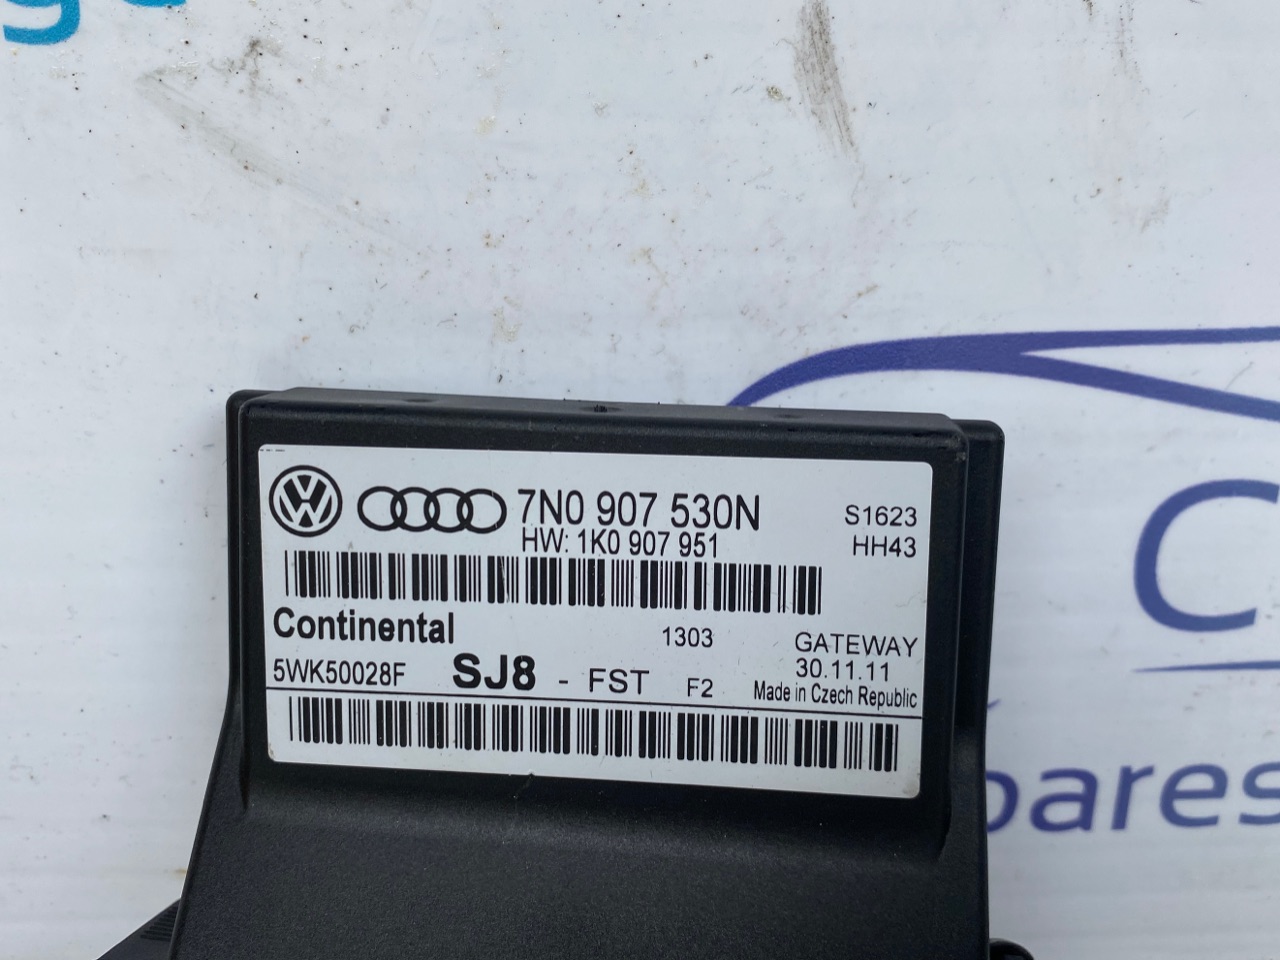 7N0 907 530N
S1623
HW: 1K0 907 951
HH43
Continental
1303
GATEWAY
5WK50028F
SJ8 - FST F2
30.11.11
Made in Czech Republic